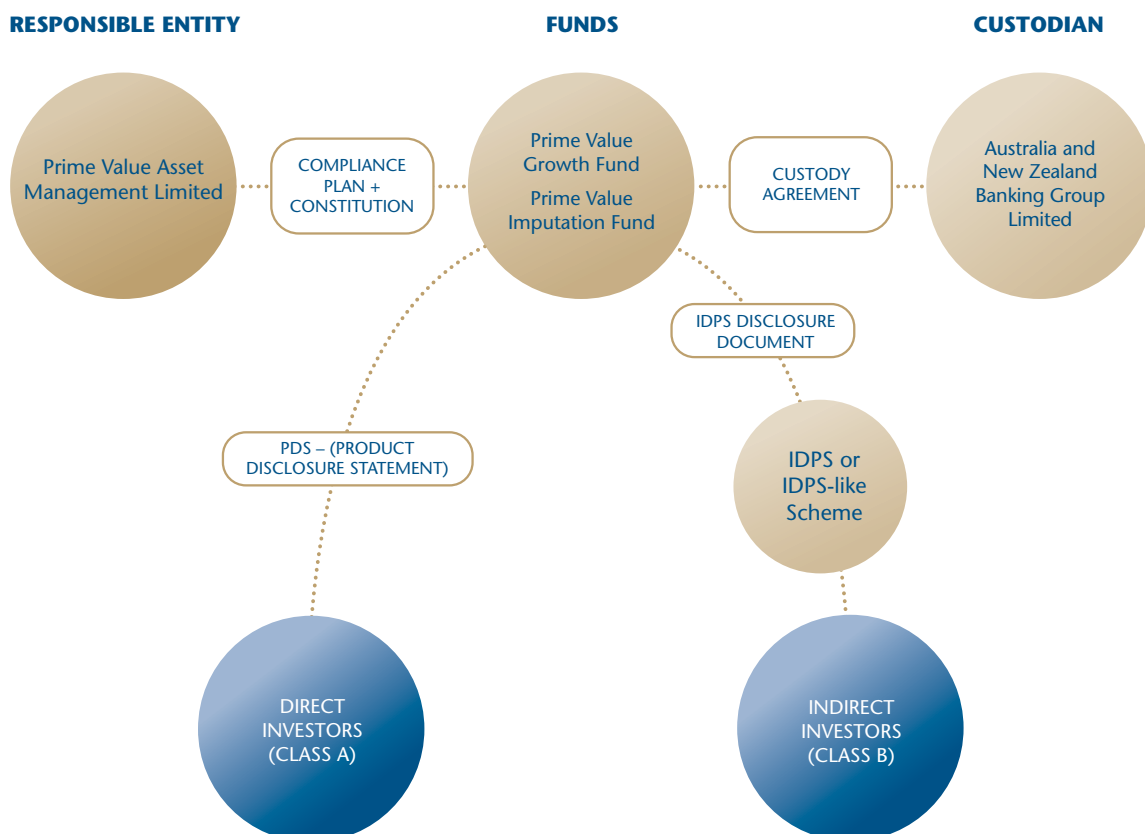 RESPONSIBLE ENTITY
FUNDS
CUSTODIAN
Prime Value Asset
Management Limited
COMPLIANCE
PLAN +
CONSTITUTION
Prime Value
Growth Fund
Prime Value
Imputation Fund
CUSTODY
AGREEMENT
Australia and
New Zealand
Banking Group
Limited
IDPS DISCLOSURE
DOCUMENT
PDS – (PRODUCT
DISCLOSURE STATEMENT)
IDPS or
IDPS-like
Scheme
DIRECT
INVESTORS
(CLASS A)
INDIRECT
INVESTORS
(CLASS B)